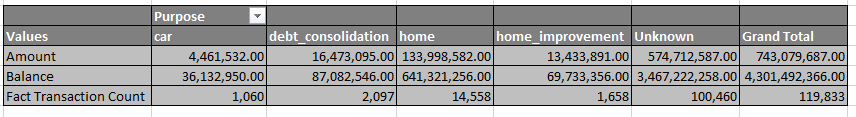 Purpose
Values car debt_consolidation home home_improvement Unknown Grand Total
Amount 4,461,532.00 16,473,095.00 133,998,582.00 13,433,891.00 574,712,587.00 743,079,687.00
Balance 36,132,950.00 87,082,546.00 641,321,256.00 69,733,356.00 3,467,222,258.00 4,301,492,366.00
Fact Transaction Count 1,060 2,097 14,558 1,658 100,460 119,833